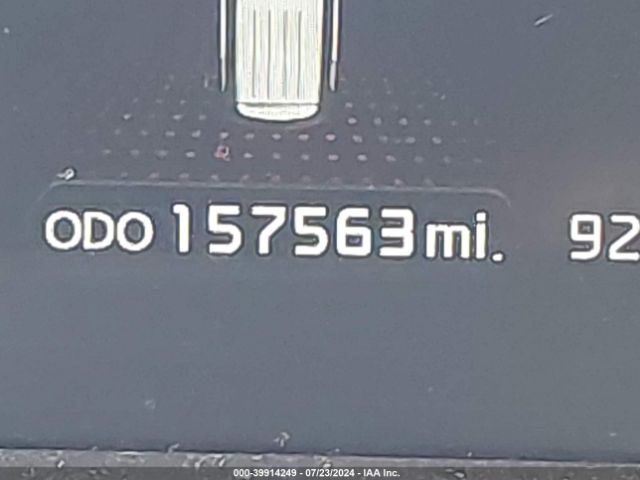 ODO 157563 mi. 92
000-39914249 - 07/23/2024 - IAA Inc.